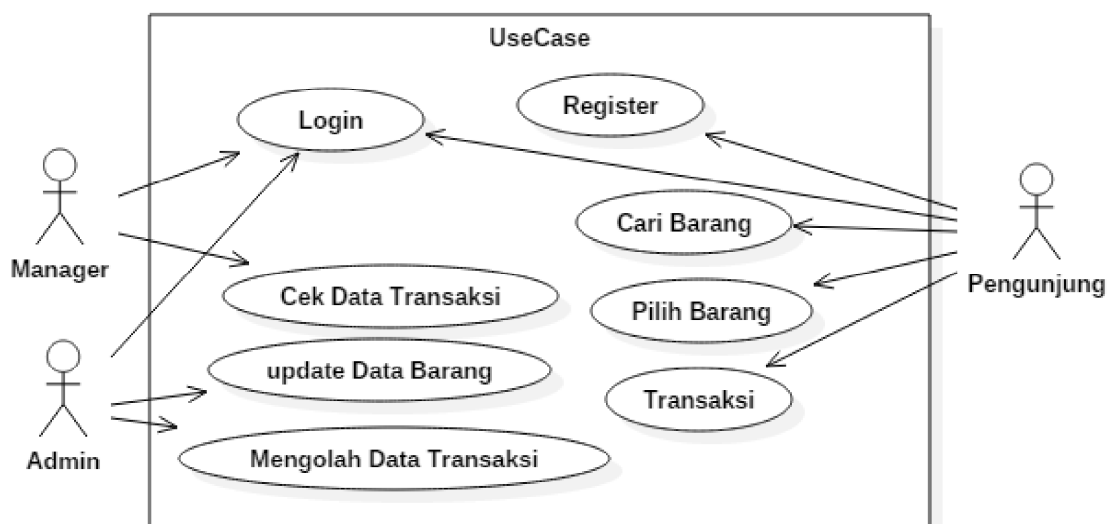 UseCase
Login
Register
Cari Barang
Manager
Pengunjung
Cek Data Transaksi
Pilih Barang
update Data Barang
Transaksi
Admin
Mengolah Data Transaksi